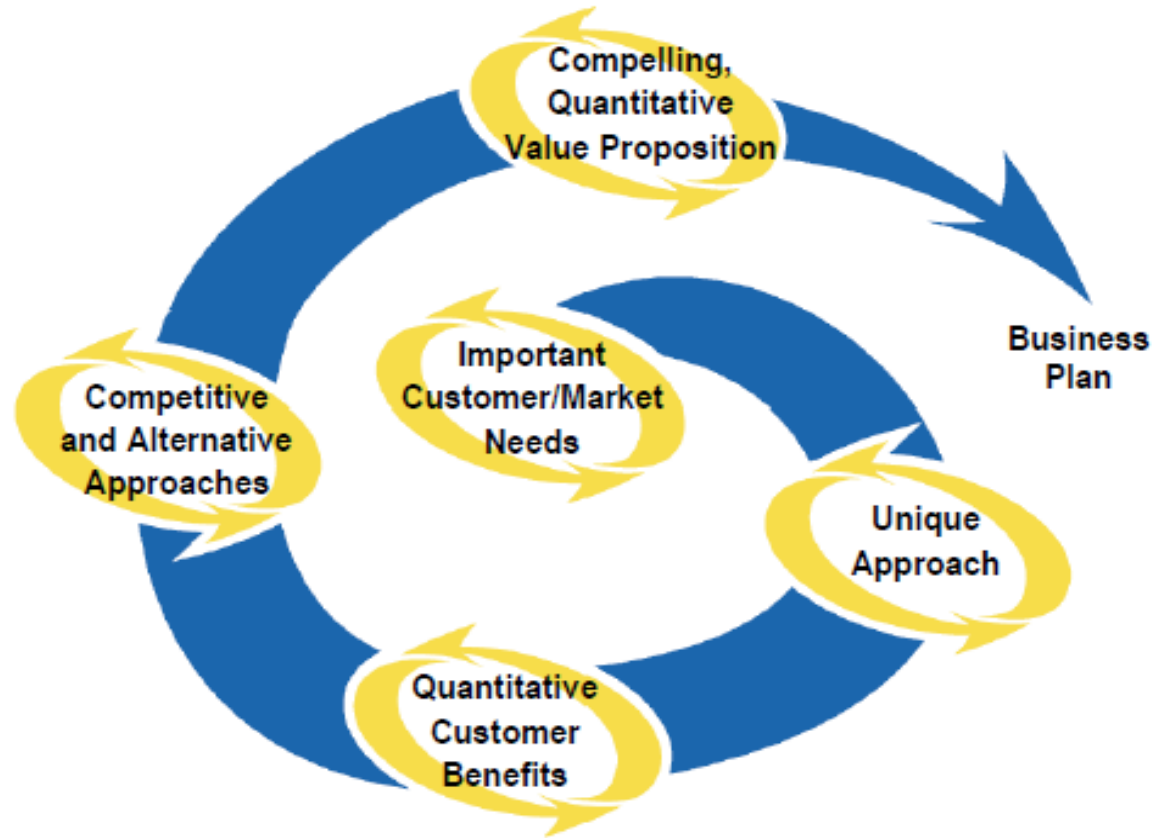 Compelling,
Quantitative
Value Proposition
Important
Customer/Market
Needs
Business
Plan
Competitive
and Alternative
Approaches
Unique
Approach
Quantitative
Customer
Benefits